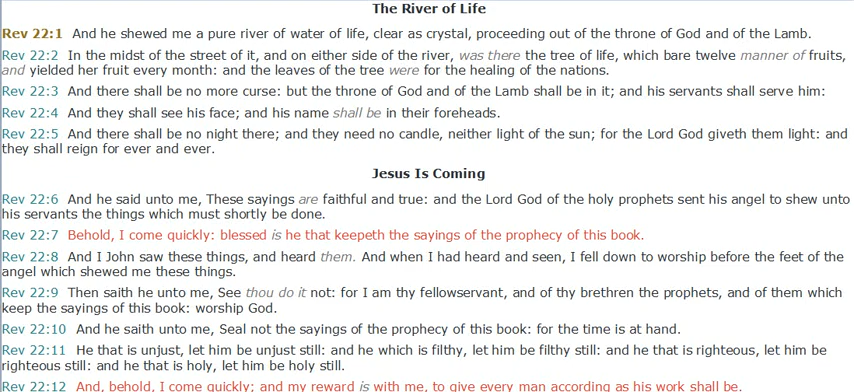 The River of Life
Rev 22:1 And he shewed me a pure river of water of life, clear as crystal, proceeding out of the throne of God and of the Lamb.
Rev 22:2 In the midst of the street of it, and on either side of the river, was there the tree of life, which bare twelve manner of fruits,
and yielded her fruit every month: and the leaves of the tree were for the healing of the nations.
Rev 22:3 And there shall be no more curse: but the throne of God and of the Lamb shall be in it; and his servants shall serve him:
Rev 22:4 And they shall see his face; and his name shall be in their foreheads.
Rev 22:5 And there shall be no night there; and they need no candle, neither light of the sun; for the Lord God giveth them light: and
they shall reign for ever and ever.
Jesus Is Coming
Rev 22:6 And he said unto me, These sayings are faithful and true: and the Lord God of the holy prophets sent his angel to shew unto
his servants the things which must shortly be done.
Rev 22:7 Behold, I come quickly: blessed is he that keepeth the sayings of the prophecy of this book.
Rev 22:8 And I John saw these things, and heard them. And when I had heard and seen, I fell down to worship before the feet of the
angel which shewed me these things.
Rev 22:9 Then saith he unto me, See thou do it not: for I am thy fellowservant, and of thy brethren the prophets, and of them which
keep the sayings of this book: worship God.
Rev 22:10 And he saith unto me, Seal not the sayings of the prophecy of this book: for the time is at hand.
Rev 22:11 He that is unjust, let him be unjust still: and he which is filthy, let him be filthy still: and he that is righteous, let him be
righteous still: and he that is holy, let him be holy still.
Rev 22:12 And, behold, I come quickly; and my reward is with me, to give every man according as his work shall be.